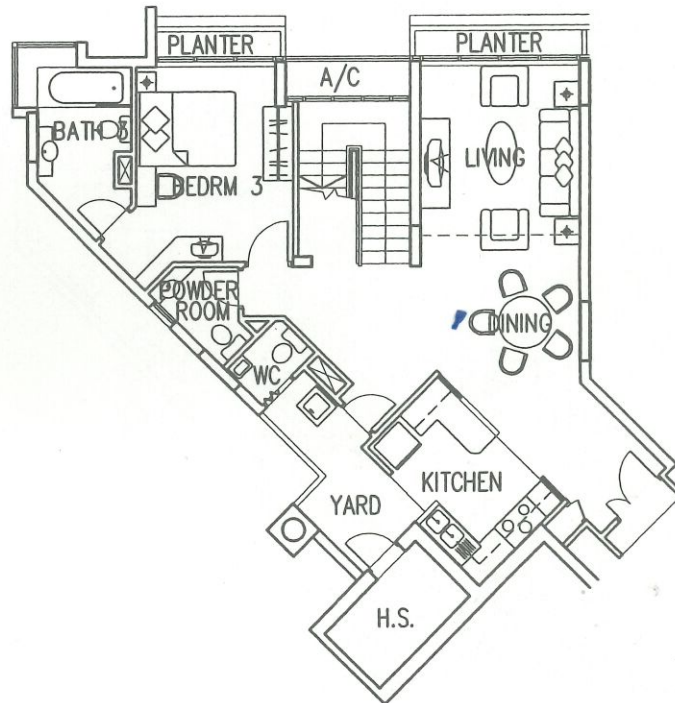 PLANTER
PLANTER
A/C
BATH 3
BEDRM 3
LIVING
POWDER
ROOM
DINING
WC
KITCHEN
YARD
H.S.